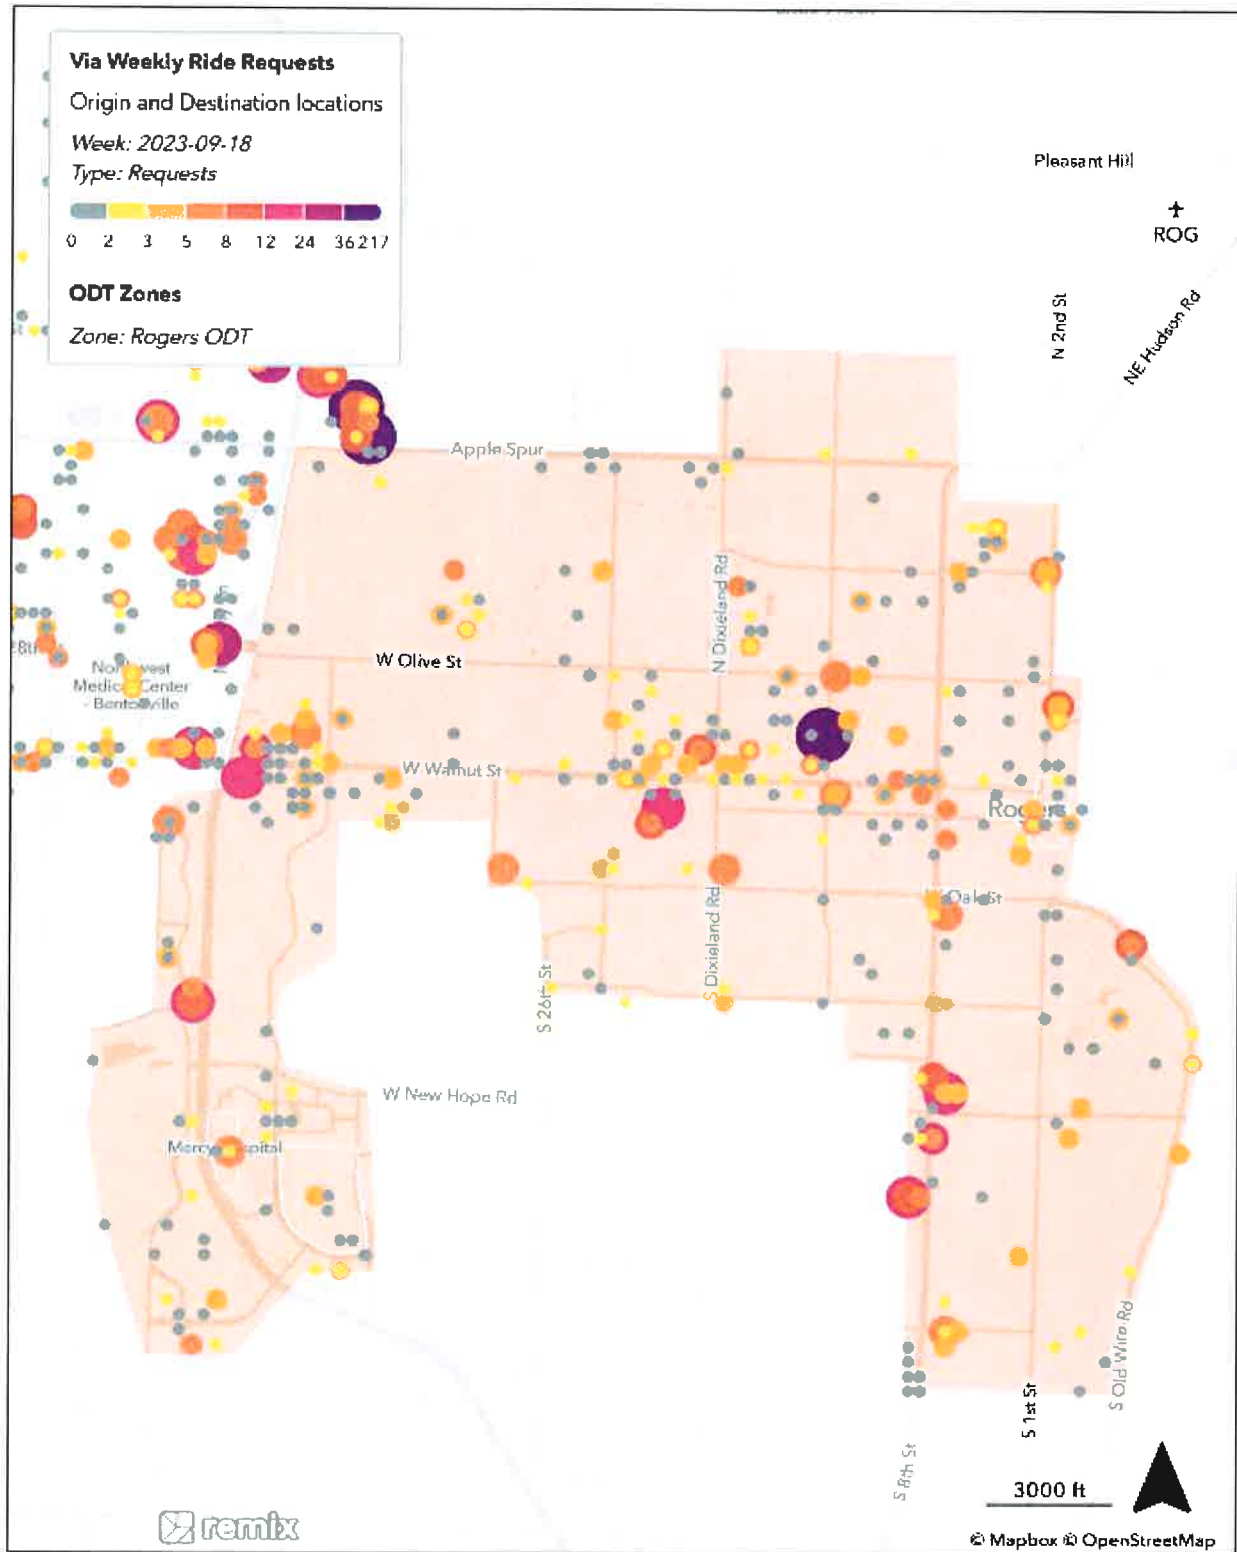 Via Weekly Ride Requests
Origin and Destination locations
Week: 2023-09-18
Type: Requests
0 2 3 5 8 12 24 36 217
ODT Zones
Zone: Rogers ODT
Pleasant Hill
ROG
N 2nd St
NE Hudson Rd
Apple Spur
N Dixieland Rd
W Olive St
Medic Center
- Bentonville
W Walnut St
Rogers
W Oak St
S Dixieland Rd
S 26th St
W New Hope Rd
Mercy Hospital
S Old Wire Rd
S 1st St
S 8th St
3000 ft
remix
© Mapbox © OpenStreetMap